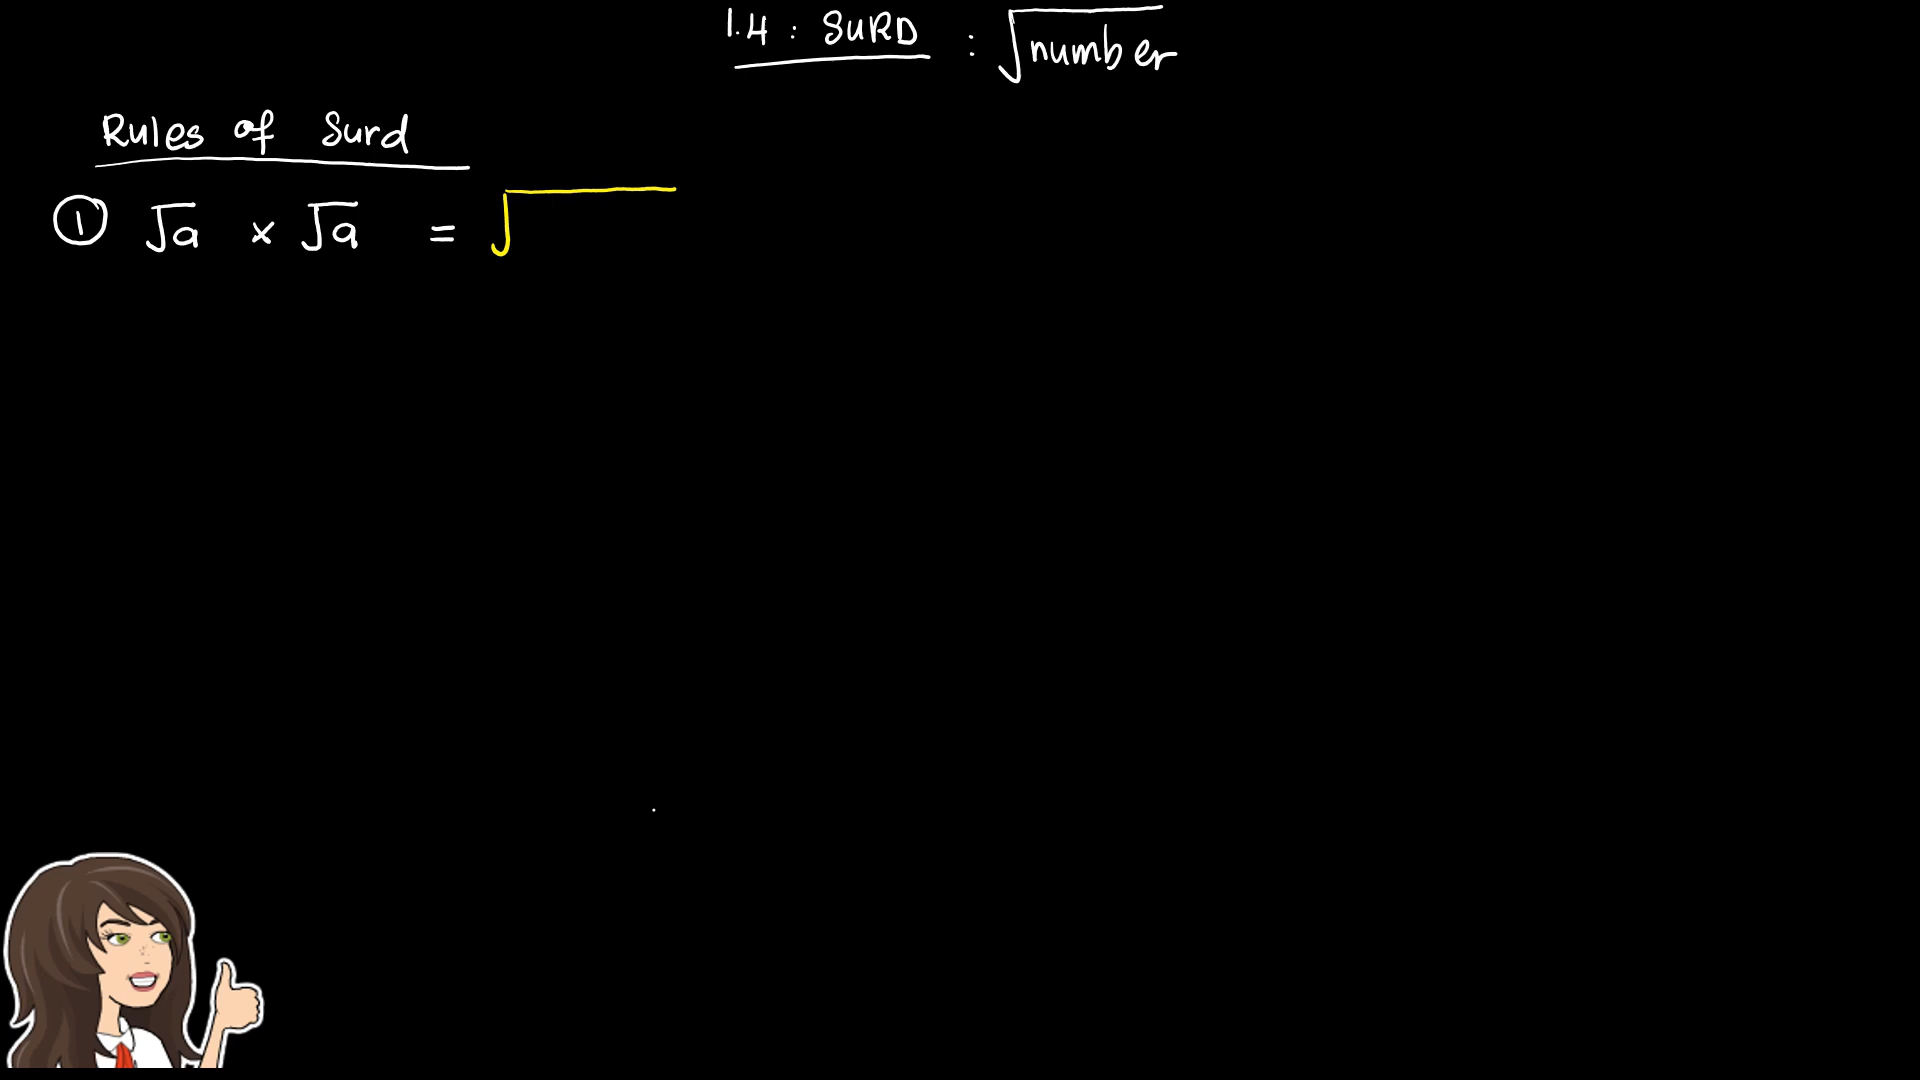 1.4 : SURD : √number
Rules of Surd
① √a × √a = √